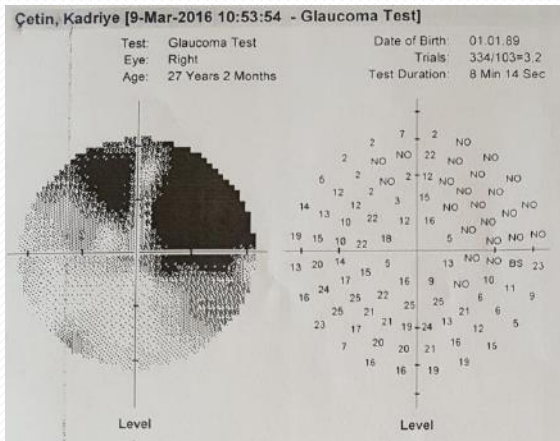 Çetin, Kadriye [9-Mar-2016 10:53:54 - Glaucoma Test]
Test: Glaucoma Test Date of Birth: 01.01.89
Eye: Right Trials: 334/103=3.2
Age: 27 Years 2 Months Test Duration: 8 Min 14 Sec
7 2
2 NO
2 NO NO 22 NO NO
6 2 2 12 NO NO
12 12 3 15 NO NO NO
14 13 10 22 12 16 NO NO NO
19 15 10 22 18 5 NO NO NO
13 20 14 15 5 13 NO NO BS 23
24 17 16 9 NO 10 11
16 25 25 22 25 25 21 6 6 9
23 17 21 19 24 13 12 5
7 20 20 21 16 15
16 16 19 19
Level Level